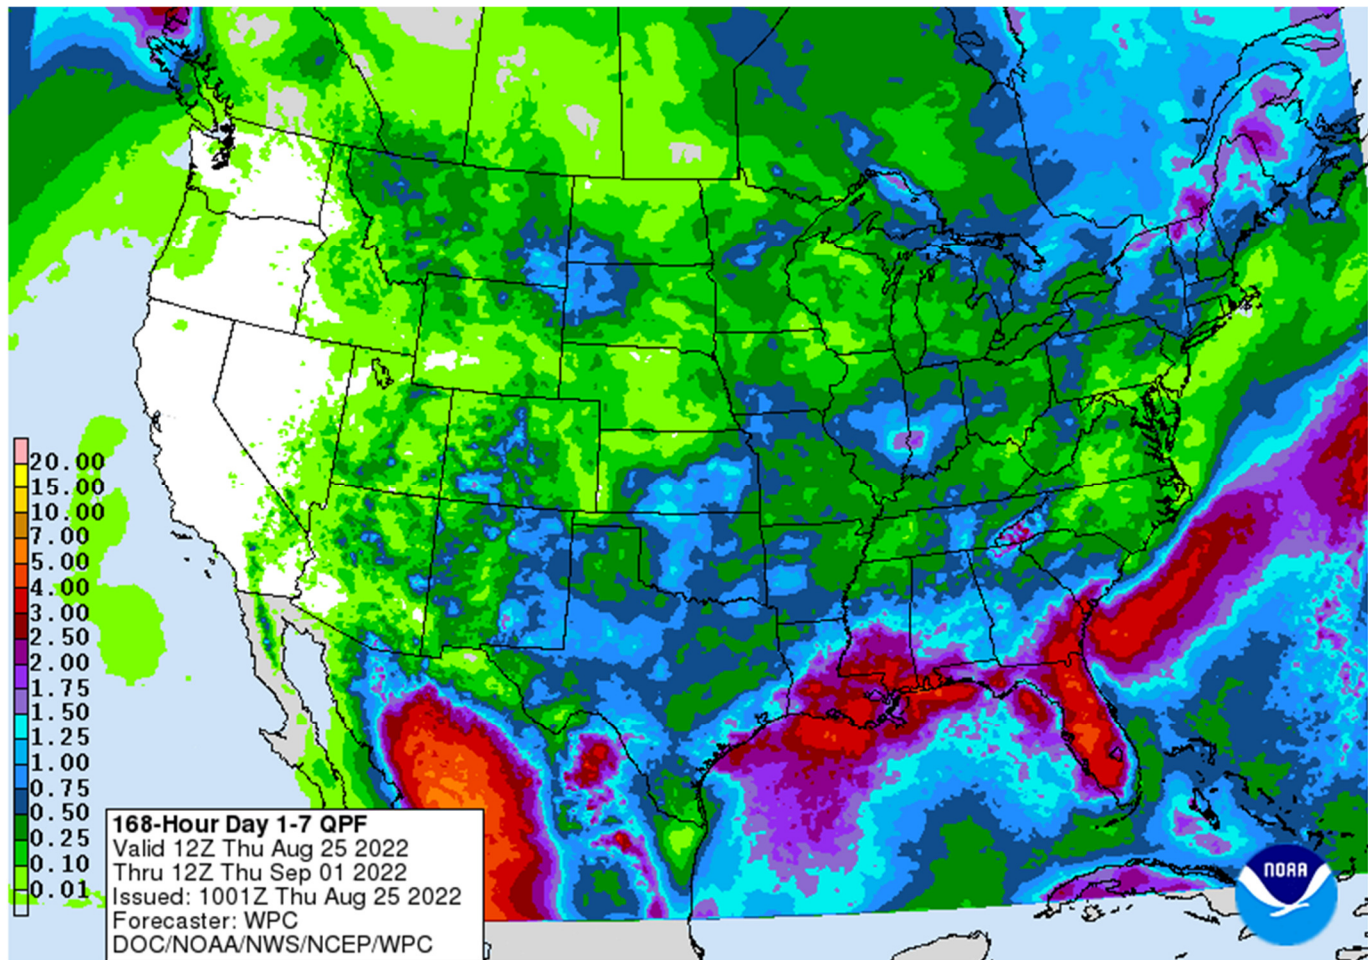 20.00
15.00
10.00
7.00
5.00
4.00
3.00
2.50
2.00
1.75
1.50
1.25
1.00
0.75
0.50
0.25
0.10
0.01
168-Hour Day 1-7 QPF
Valid 12Z Thu Aug 25 2022
Thru 12Z Thu Sep 01 2022
Issued: 1001Z Thu Aug 25 2022
Forecaster: WPC
DOC/NOAA/NWS/NCEP/WPC
NOAA